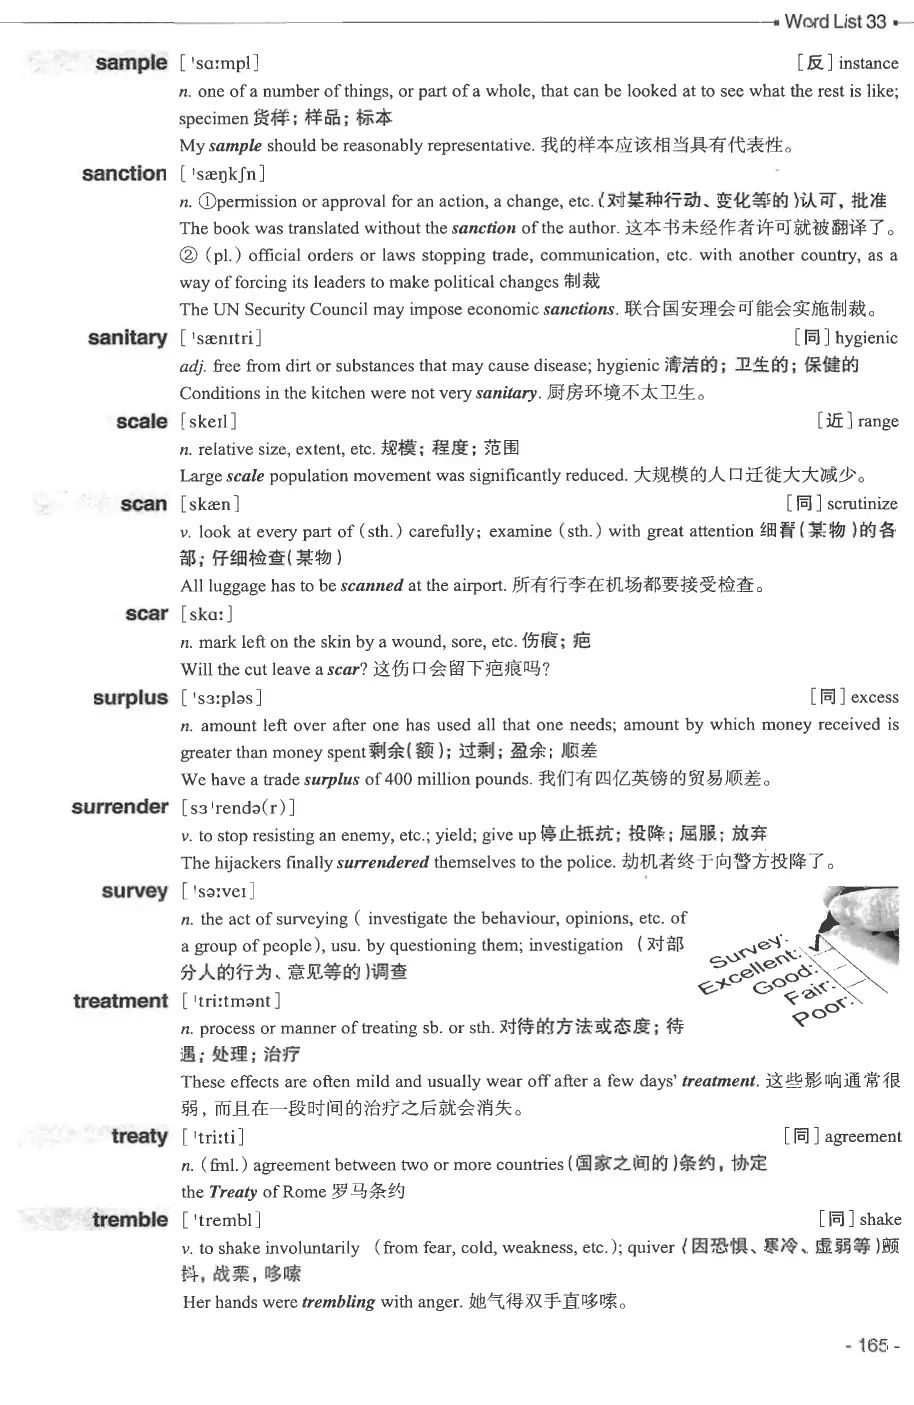 Word List 33
sample [ ˈsɑːmpl ] [ 反 ] instance
n. one of a number of things, or part of a whole, that can be looked at to see what the rest is like;
specimen 货样；样品；标本
My sample should be reasonably representative. 我的样本应该相当具有代表性。
sanction [ ˈsæŋkʃn ]
n. ①permission or approval for an action, a change, etc. (对某种行动、变化等的)认可，批准
The book was translated without the sanction of the author. 这本书未经作者许可就被翻译了。
② (pl.) official orders or laws stopping trade, communication, etc. with another country, as a
way of forcing its leaders to make political changes 制裁
The UN Security Council may impose economic sanctions. 联合国安理会可能会实施制裁。
sanitary [ ˈsænɪtri ] [ 同 ] hygienic
adj. free from dirt or substances that may cause disease; hygienic 清洁的；卫生的；保健的
Conditions in the kitchen were not very sanitary. 厨房环境不太卫生。
scale [ skeɪl ] [ 近 ] range
n. relative size, extent, etc. 规模；程度；范围
Large scale population movement was significantly reduced. 大规模的人口迁徙大大减少。
scan [ skæn ] [ 同 ] scrutinize
v. look at every part of (sth.) carefully; examine (sth.) with great attention 细看(某物)的各
部；仔细检查(某物)
All luggage has to be scanned at the airport. 所有行李在机场都要接受检查。
scar [ skɑː ]
n. mark left on the skin by a wound, sore, etc. 伤痕；疤
Will the cut leave a scar? 这伤口会留下疤痕吗?
surplus [ ˈsɜːpləs ] [ 同 ] excess
n. amount left over after one has used all that one needs; amount by which money received is
greater than money spent 剩余(额)；过剩；盈余；顺差
We have a trade surplus of 400 million pounds. 我们有四亿英镑的贸易顺差。
surrender [ sɜˈrendə(r) ]
v. to stop resisting an enemy, etc.; yield; give up 停止抵抗；投降；屈服；放弃
The hijackers finally surrendered themselves to the police. 劫机者终于向警方投降了。
survey [ ˈsəːveɪ ]
n. the act of surveying ( investigate the behaviour, opinions, etc. of
a group of people), usu. by questioning them; investigation (对部
分人的行为、意见等的)调查
Survey:
Excellent:
Good:
Fair:
Poor:
treatment [ ˈtriːtmənt ]
n. process or manner of treating sb. or sth. 对待的方法或态度；待
遇；处理；治疗
These effects are often mild and usually wear off after a few days' treatment. 这些影响通常很
弱，而且在一段时间的治疗之后就会消失。
treaty [ ˈtriːti ] [ 同 ] agreement
n. (fml.) agreement between two or more countries (国家之间的)条约，协定
the Treaty of Rome 罗马条约
tremble [ ˈtrembl ] [ 同 ] shake
v. to shake involuntarily (from fear, cold, weakness, etc.); quiver (因恐惧、寒冷、虚弱等)颤
抖，战栗，哆嗦
Her hands were trembling with anger. 她气得双手直哆嗦。
- 165 -